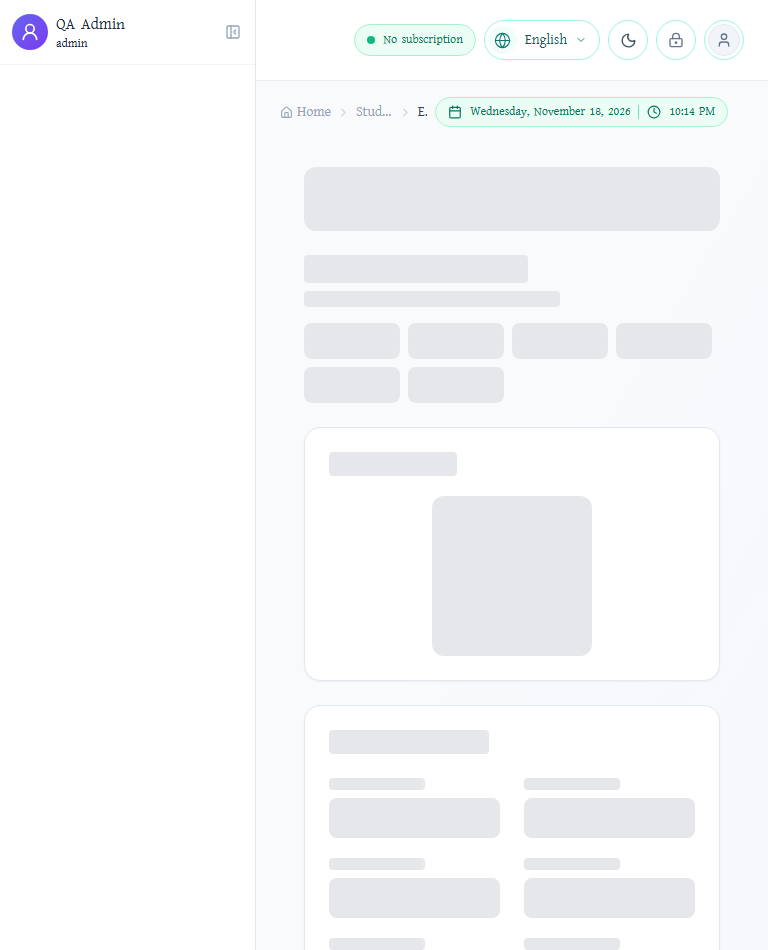 QA Admin
admin
No subscription
English
Home
Stud...
E.
Wednesday, November 18, 2026
10:14 PM